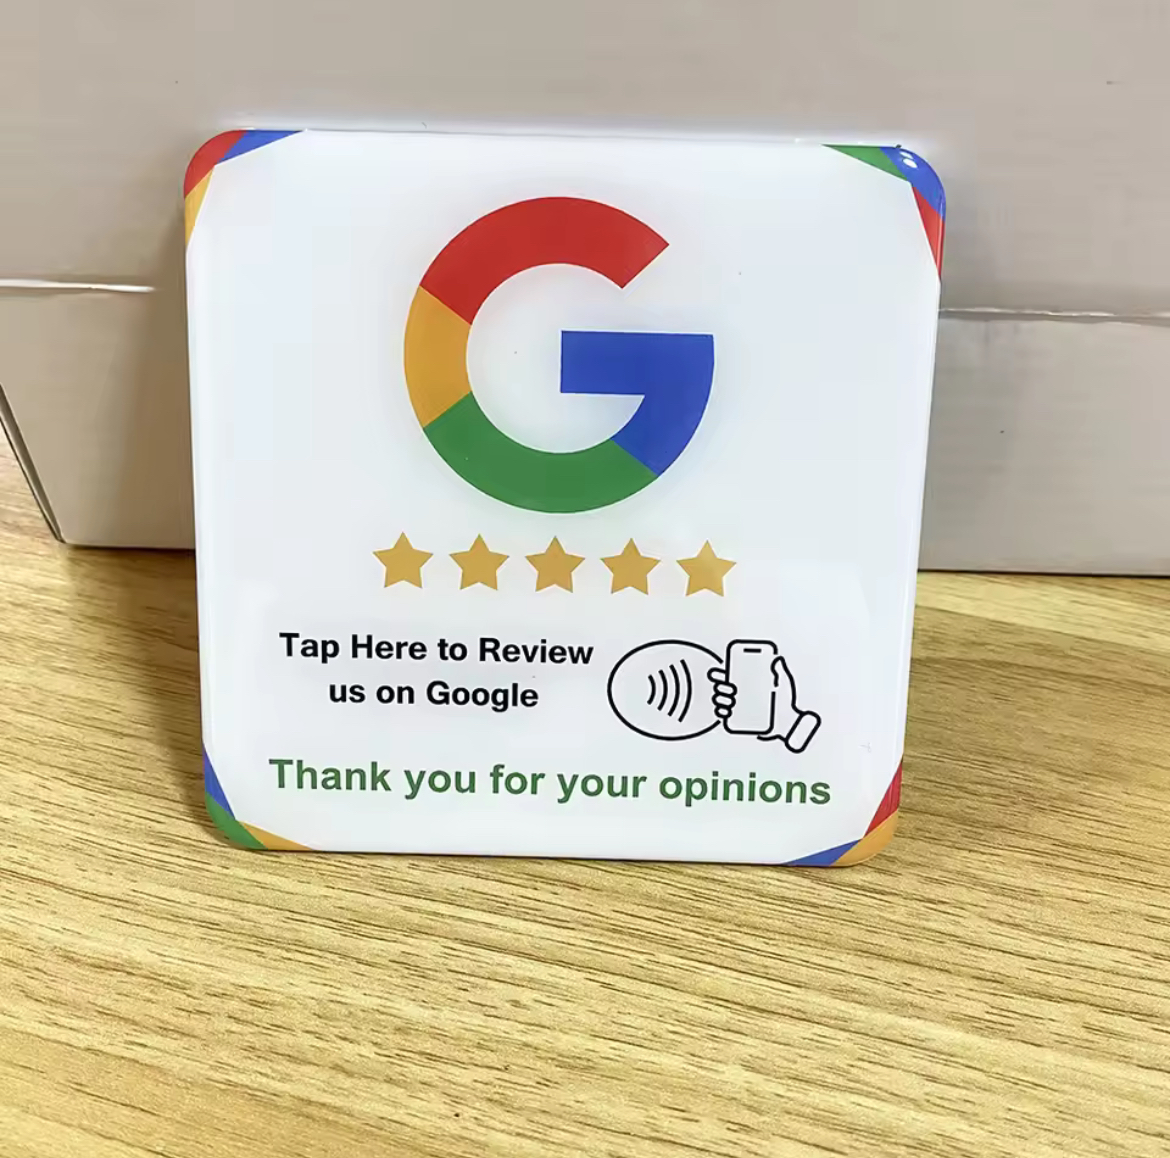 G
Tap Here to Review
us on Google
Thank you for your opinions